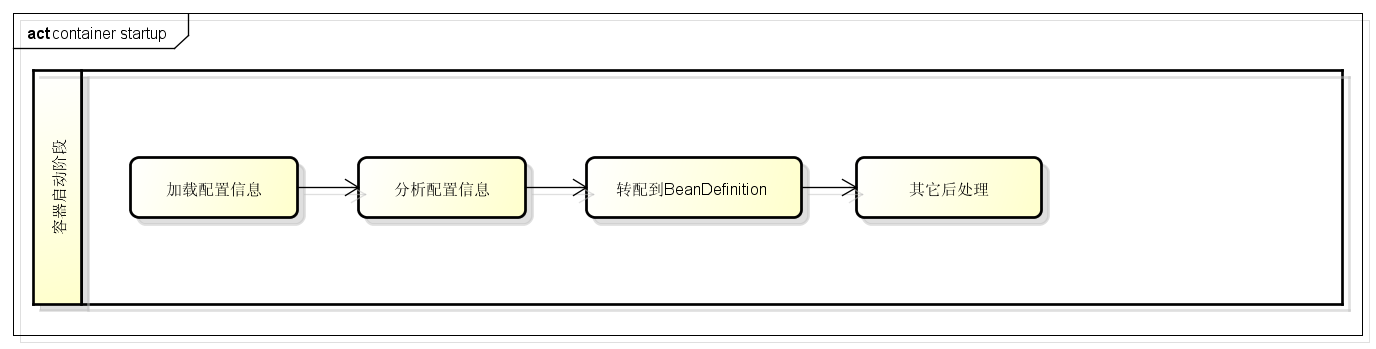 act container startup
容器启动阶段
加载配置信息
分析配置信息
转配到BeanDefinition
其它后处理